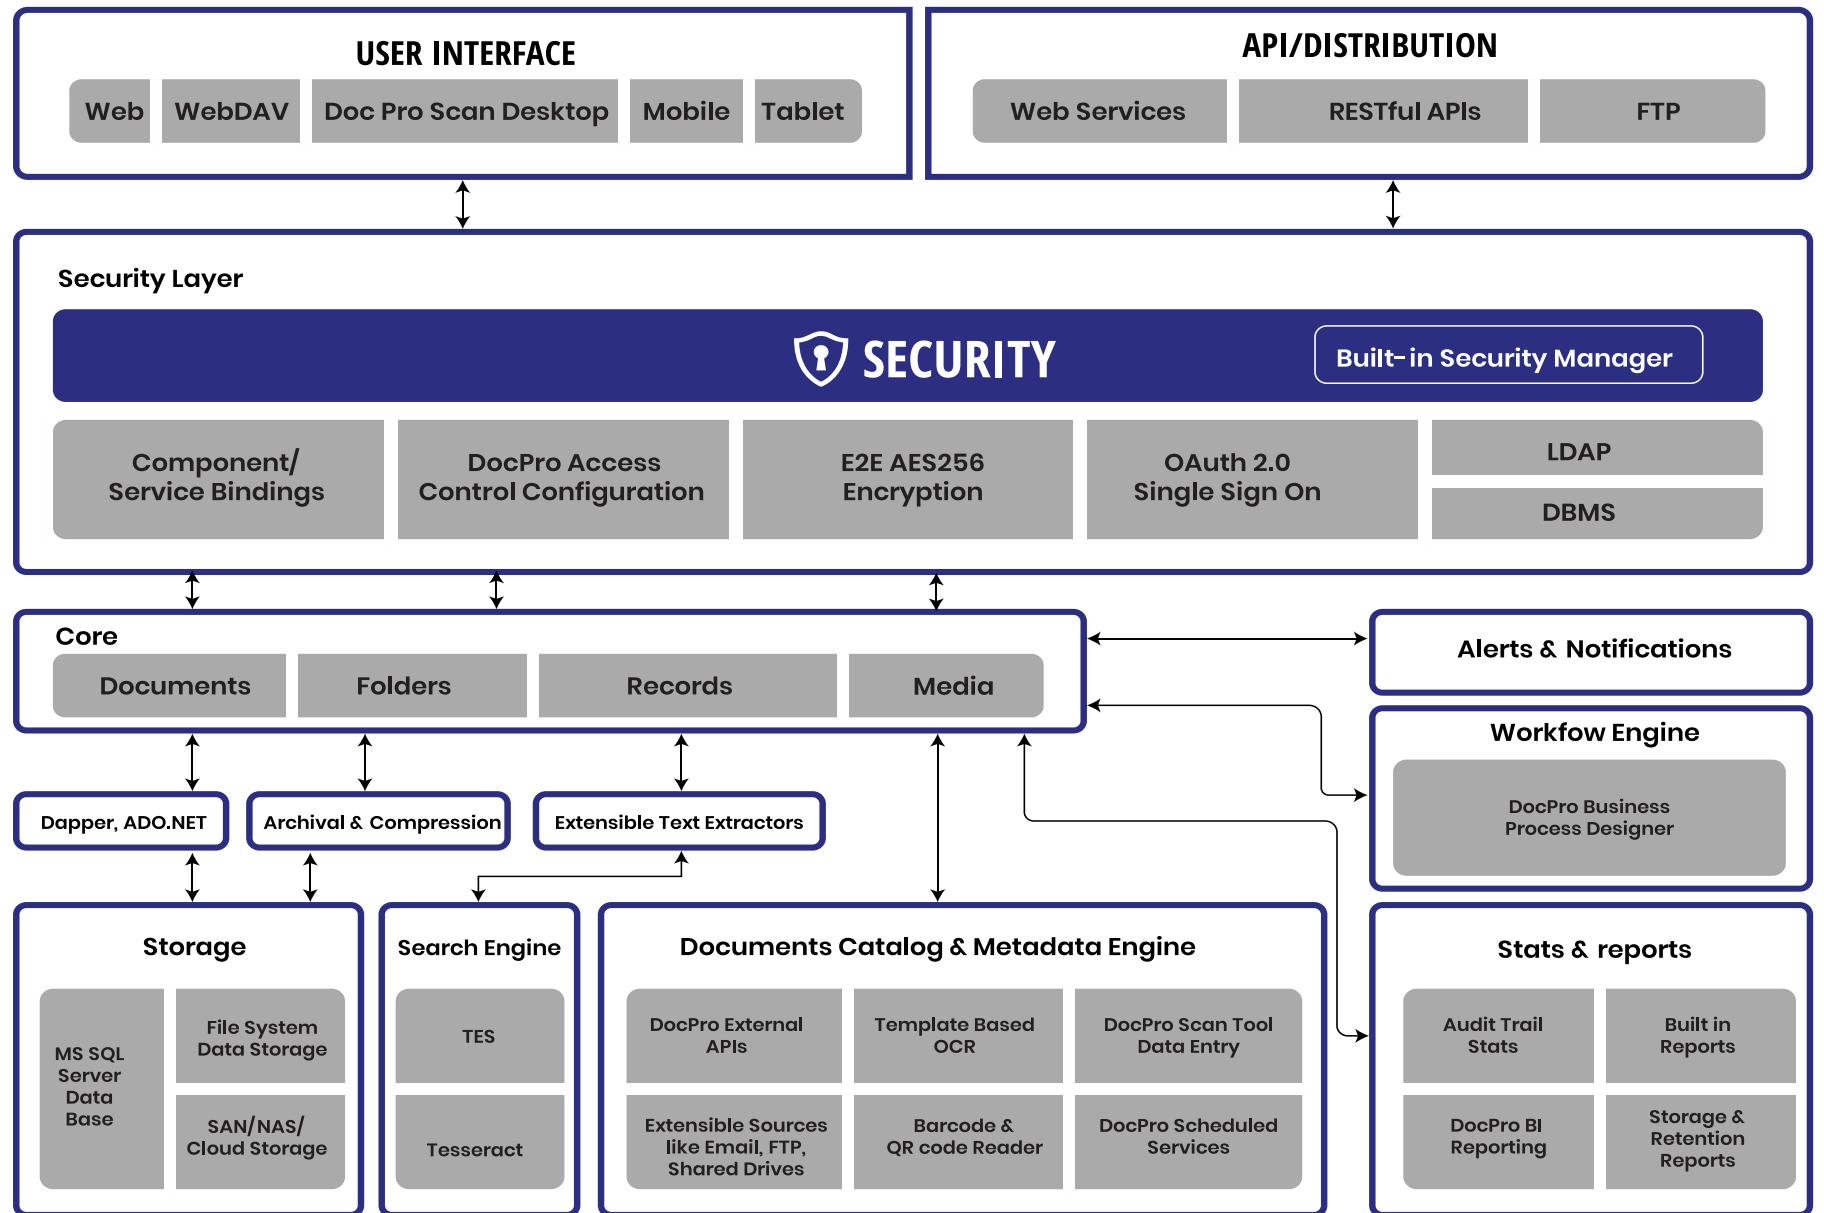 USER INTERFACE
Web
WebDAV
Doc Pro Scan Desktop
Mobile
Tablet
API/DISTRIBUTION
Web Services
RESTful APIs
FTP
Security Layer
SECURITY
Built-in Security Manager
Component/
Service Bindings
DocPro Access
Control Configuration
E2E AES256
Encryption
OAuth 2.0
Single Sign On
LDAP
DBMS
Core
Documents
Folders
Records
Media
Alerts & Notifications
Workfow Engine
DocPro Business
Process Designer
Dapper, ADO.NET
Archival & Compression
Extensible Text Extractors
Storage
MS SQL
Server
Data
Base
File System
Data Storage
SAN/NAS/
Cloud Storage
Search Engine
TES
Tesseract
Documents Catalog & Metadata Engine
DocPro External
APIs
Template Based
OCR
DocPro Scan Tool
Data Entry
Extensible Sources
like Email, FTP,
Shared Drives
Barcode &
QR code Reader
DocPro Scheduled
Services
Stats & reports
Audit Trail
Stats
Built in
Reports
DocPro BI
Reporting
Storage &
Retention
Reports